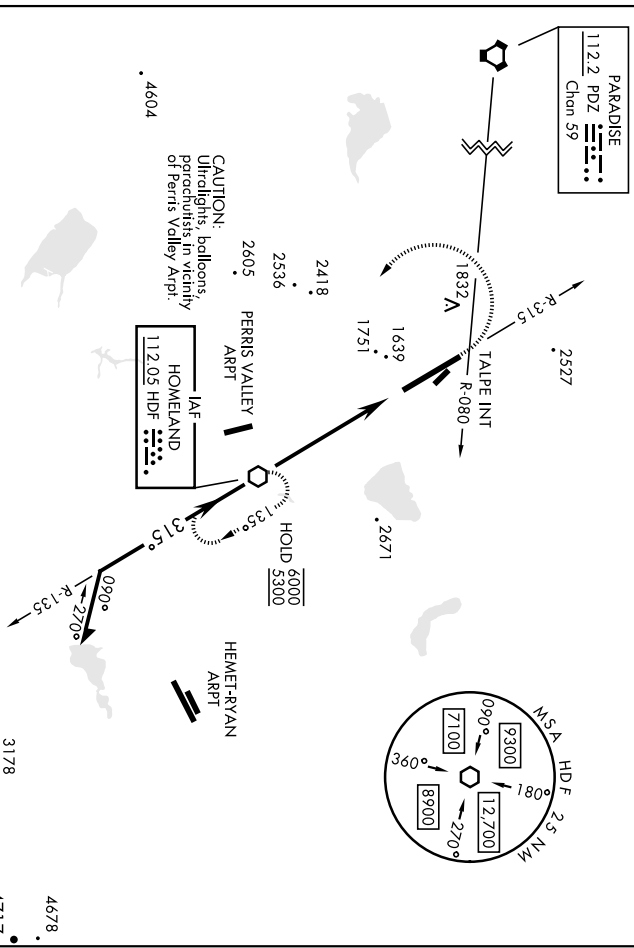 PARADISE
112.2 PDZ
Chan 59
4604
CAUTION:
Ultralights, balloons,
parachutists in vicinity
of Perris Valley Arpt.
2605
2536
2418
1832
R-315
2527
1751
1639
TALPE INT
R-080
PERRIS VALLEY
ARPT
IAF
HOMELAND
112.05 HDF
2671
HOLD 6000
5300
135°
315°
090°
270°
R-135
HEMET-RYAN
ARPT
MSA HDF 25 NM
090°
180°
270°
360°
9300
7100
12,700
8900
3178
4678